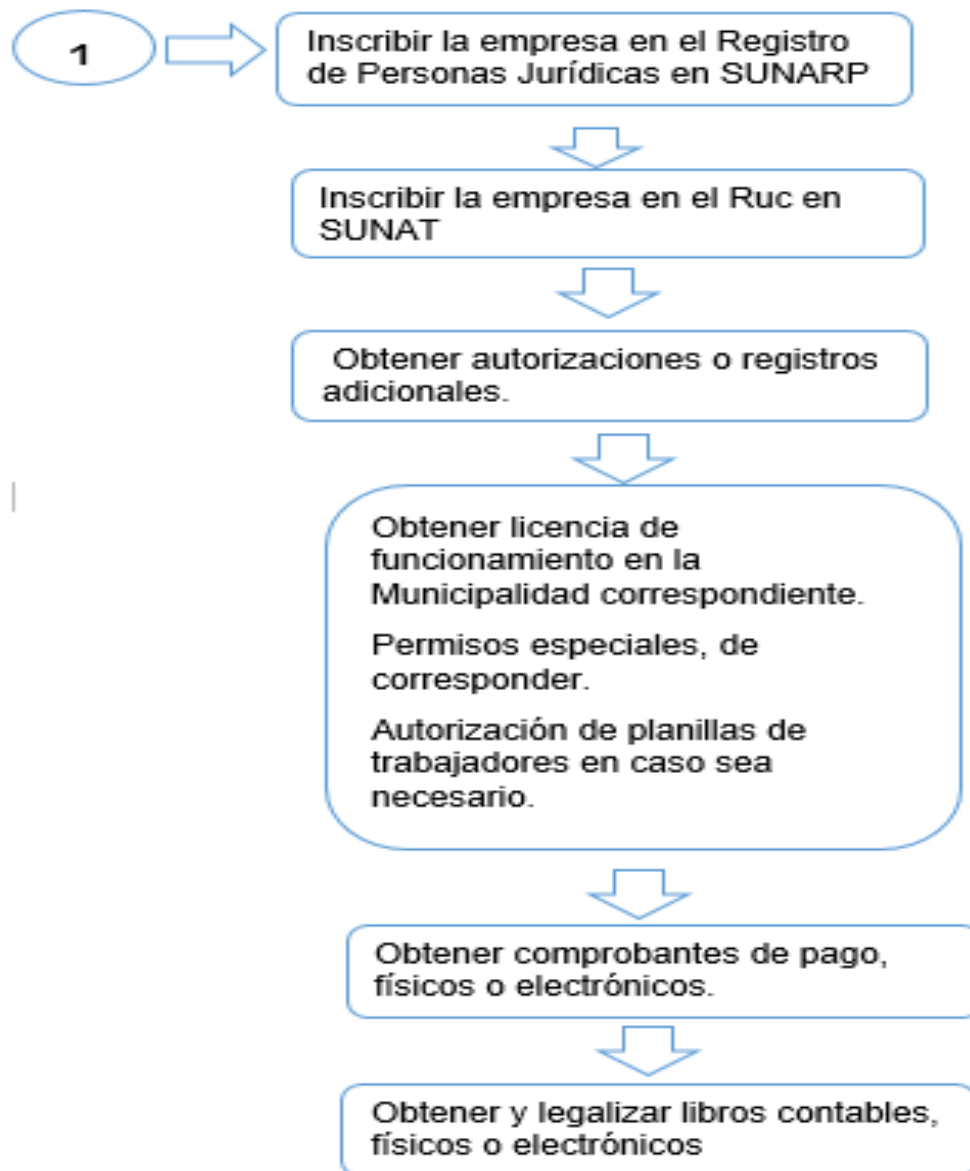 1
Inscribir la empresa en el Registro
de Personas Jurídicas en SUNARP
Inscribir la empresa en el Ruc en
SUNAT
Obtener autorizaciones o registros
adicionales.
Obtener licencia de
funcionamiento en la
Municipalidad correspondiente.
Permisos especiales, de
corresponder.
Autorización de planillas de
trabajadores en caso sea
necesario.
Obtener comprobantes de pago,
físicos o electrónicos.
Obtener y legalizar libros contables,
físicos o electrónicos